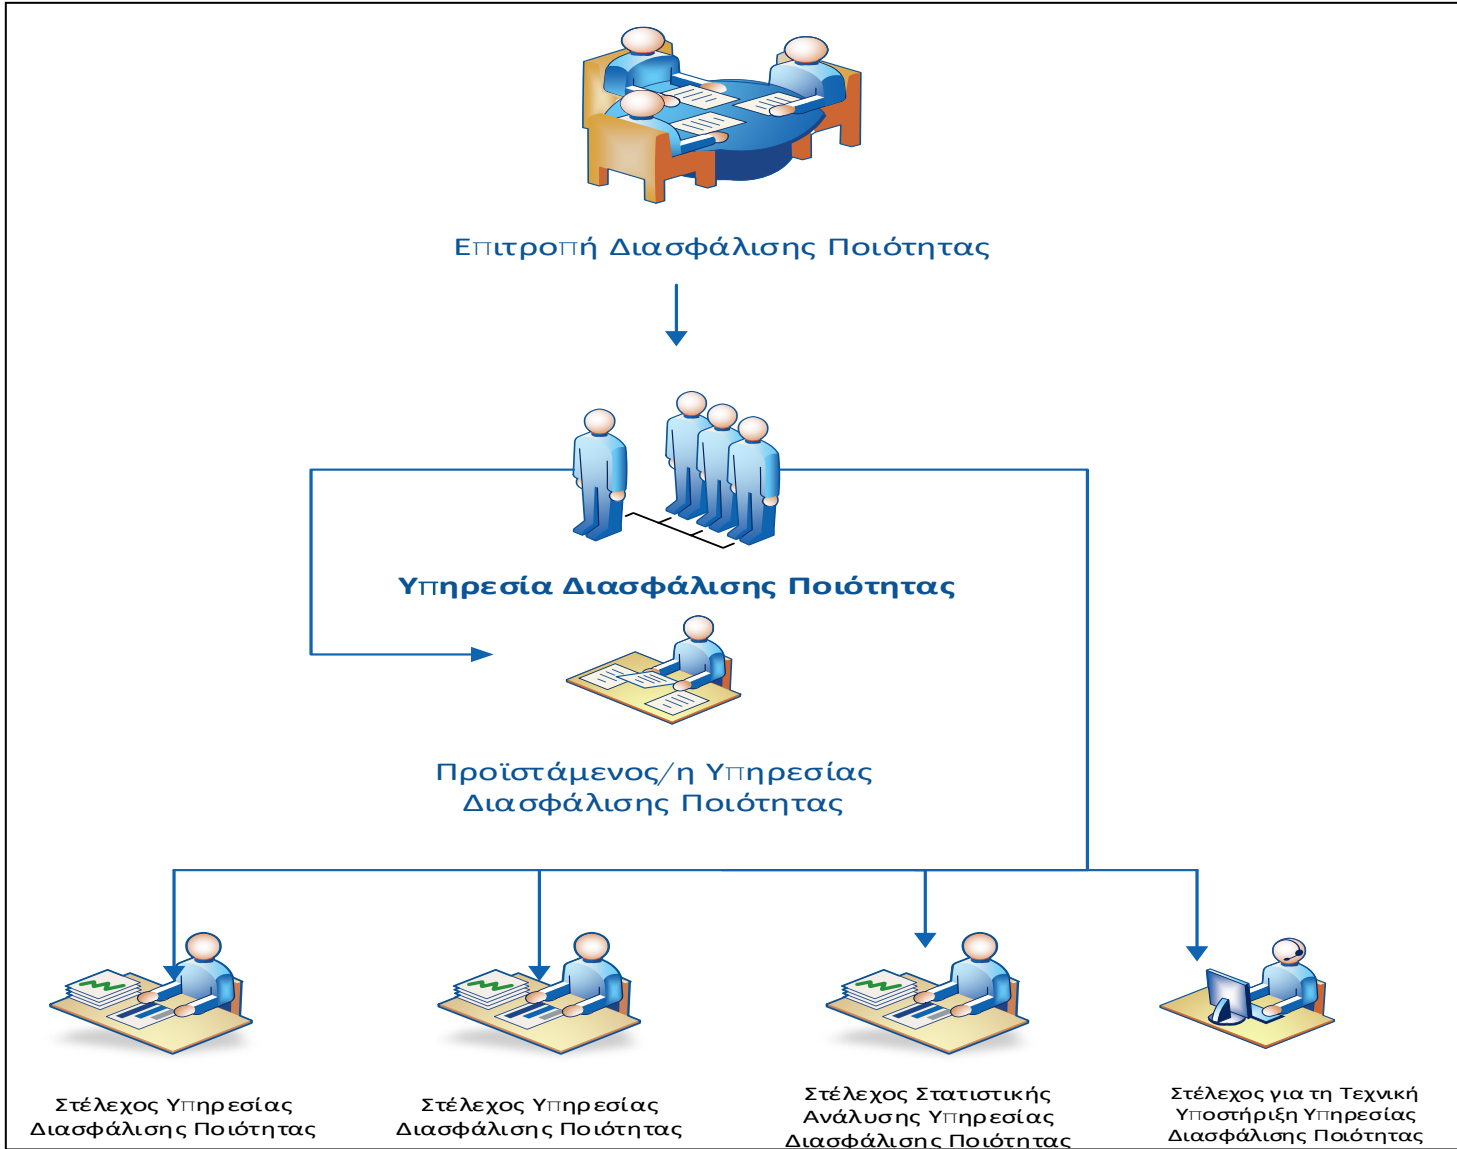 Επιτροπή Διασφάλισης Ποιότητας
Υπηρεσία Διασφάλισης Ποιότητας
Προϊστάμενος/η Υπηρεσίας
Διασφάλισης Ποιότητας
Στέλεχος Υπηρεσίας
Διασφάλισης Ποιότητας
Στέλεχος Υπηρεσίας
Διασφάλισης Ποιότητας
Στέλεχος Στατιστικής
Ανάλυσης Υπηρεσίας
Διασφάλισης Ποιότητας
Στέλεχος για τη Τεχνική
Υποστήριξη Υπηρεσίας
Διασφάλισης Ποιότητας